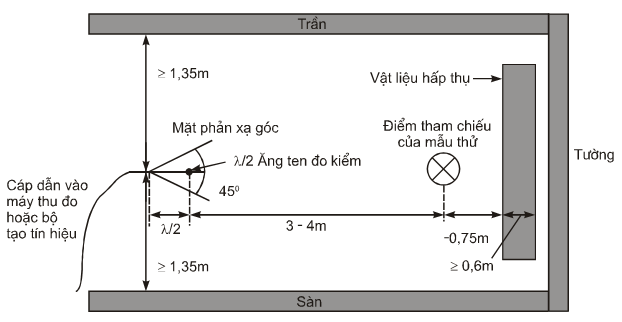 Trần
≥ 1,35m
Vật liệu hấp thụ
Mặt phản xạ góc
Điểm tham chiếu
của mẫu thử
λ/2 Ăng ten đo kiểm
Tường
45⁰
Cáp dẫn vào
máy thu đo
hoặc bộ
tạo tín hiệu
λ/2
3 - 4m
-0,75m
≥ 1,35m
≥ 0,6m
Sàn